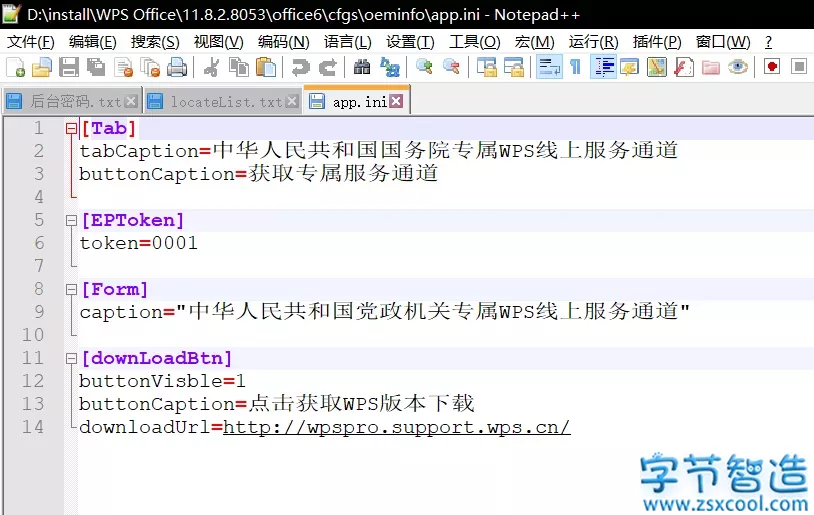 D:\install\WPS Office\11.8.2.8053\office6\cfgs\oeminfo\app.ini - Notepad++
文件(F) 编辑(E) 搜索(S) 视图(V) 编码(N) 语言(L) 设置(T) 工具(O) 宏(M) 运行(R) 插件(P) 窗口(W) ?
后台密码.txt locateList.txt app.ini
1 [Tab]
2 tabCaption=中华人民共和国国务院专属WPS线上服务通道
3 buttonCaption=获取专属服务通道
4
5 [EPToken]
6 token=0001
7
8 [Form]
9 caption="中华人民共和国党政机关专属WPS线上服务通道"
10
11 [downLoadBtn]
12 buttonVisble=1
13 buttonCaption=点击获取WPS版本下载
14 downloadUrl=http://wpspro.support.wps.cn/
字节智造
www.zsxcool.com